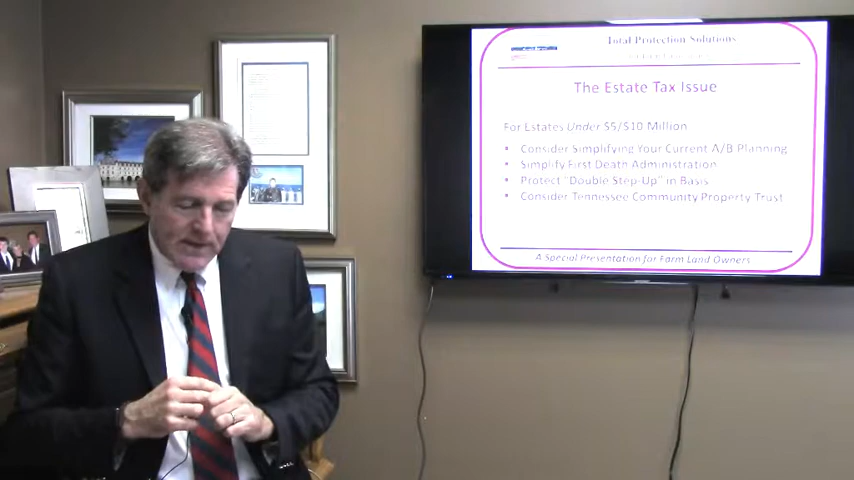 Total Protection Solutions
The Estate Tax Issue
For Estates Under $5/$10 Million
▪ Consider Simplifying Your Current A/B Planning
▪ Simplify First Death Administration
▪ Protect "Double Step-Up" in Basis
▪ Consider Tennessee Community Property Trust
A Special Presentation for Farm Land Owners